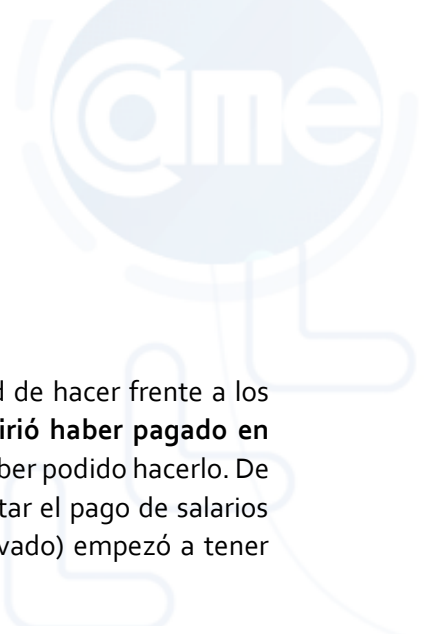 came
d de hacer frente a los
irió haber pagado en
ber podido hacerlo. De
tar el pago de salarios
vado) empezó a tener